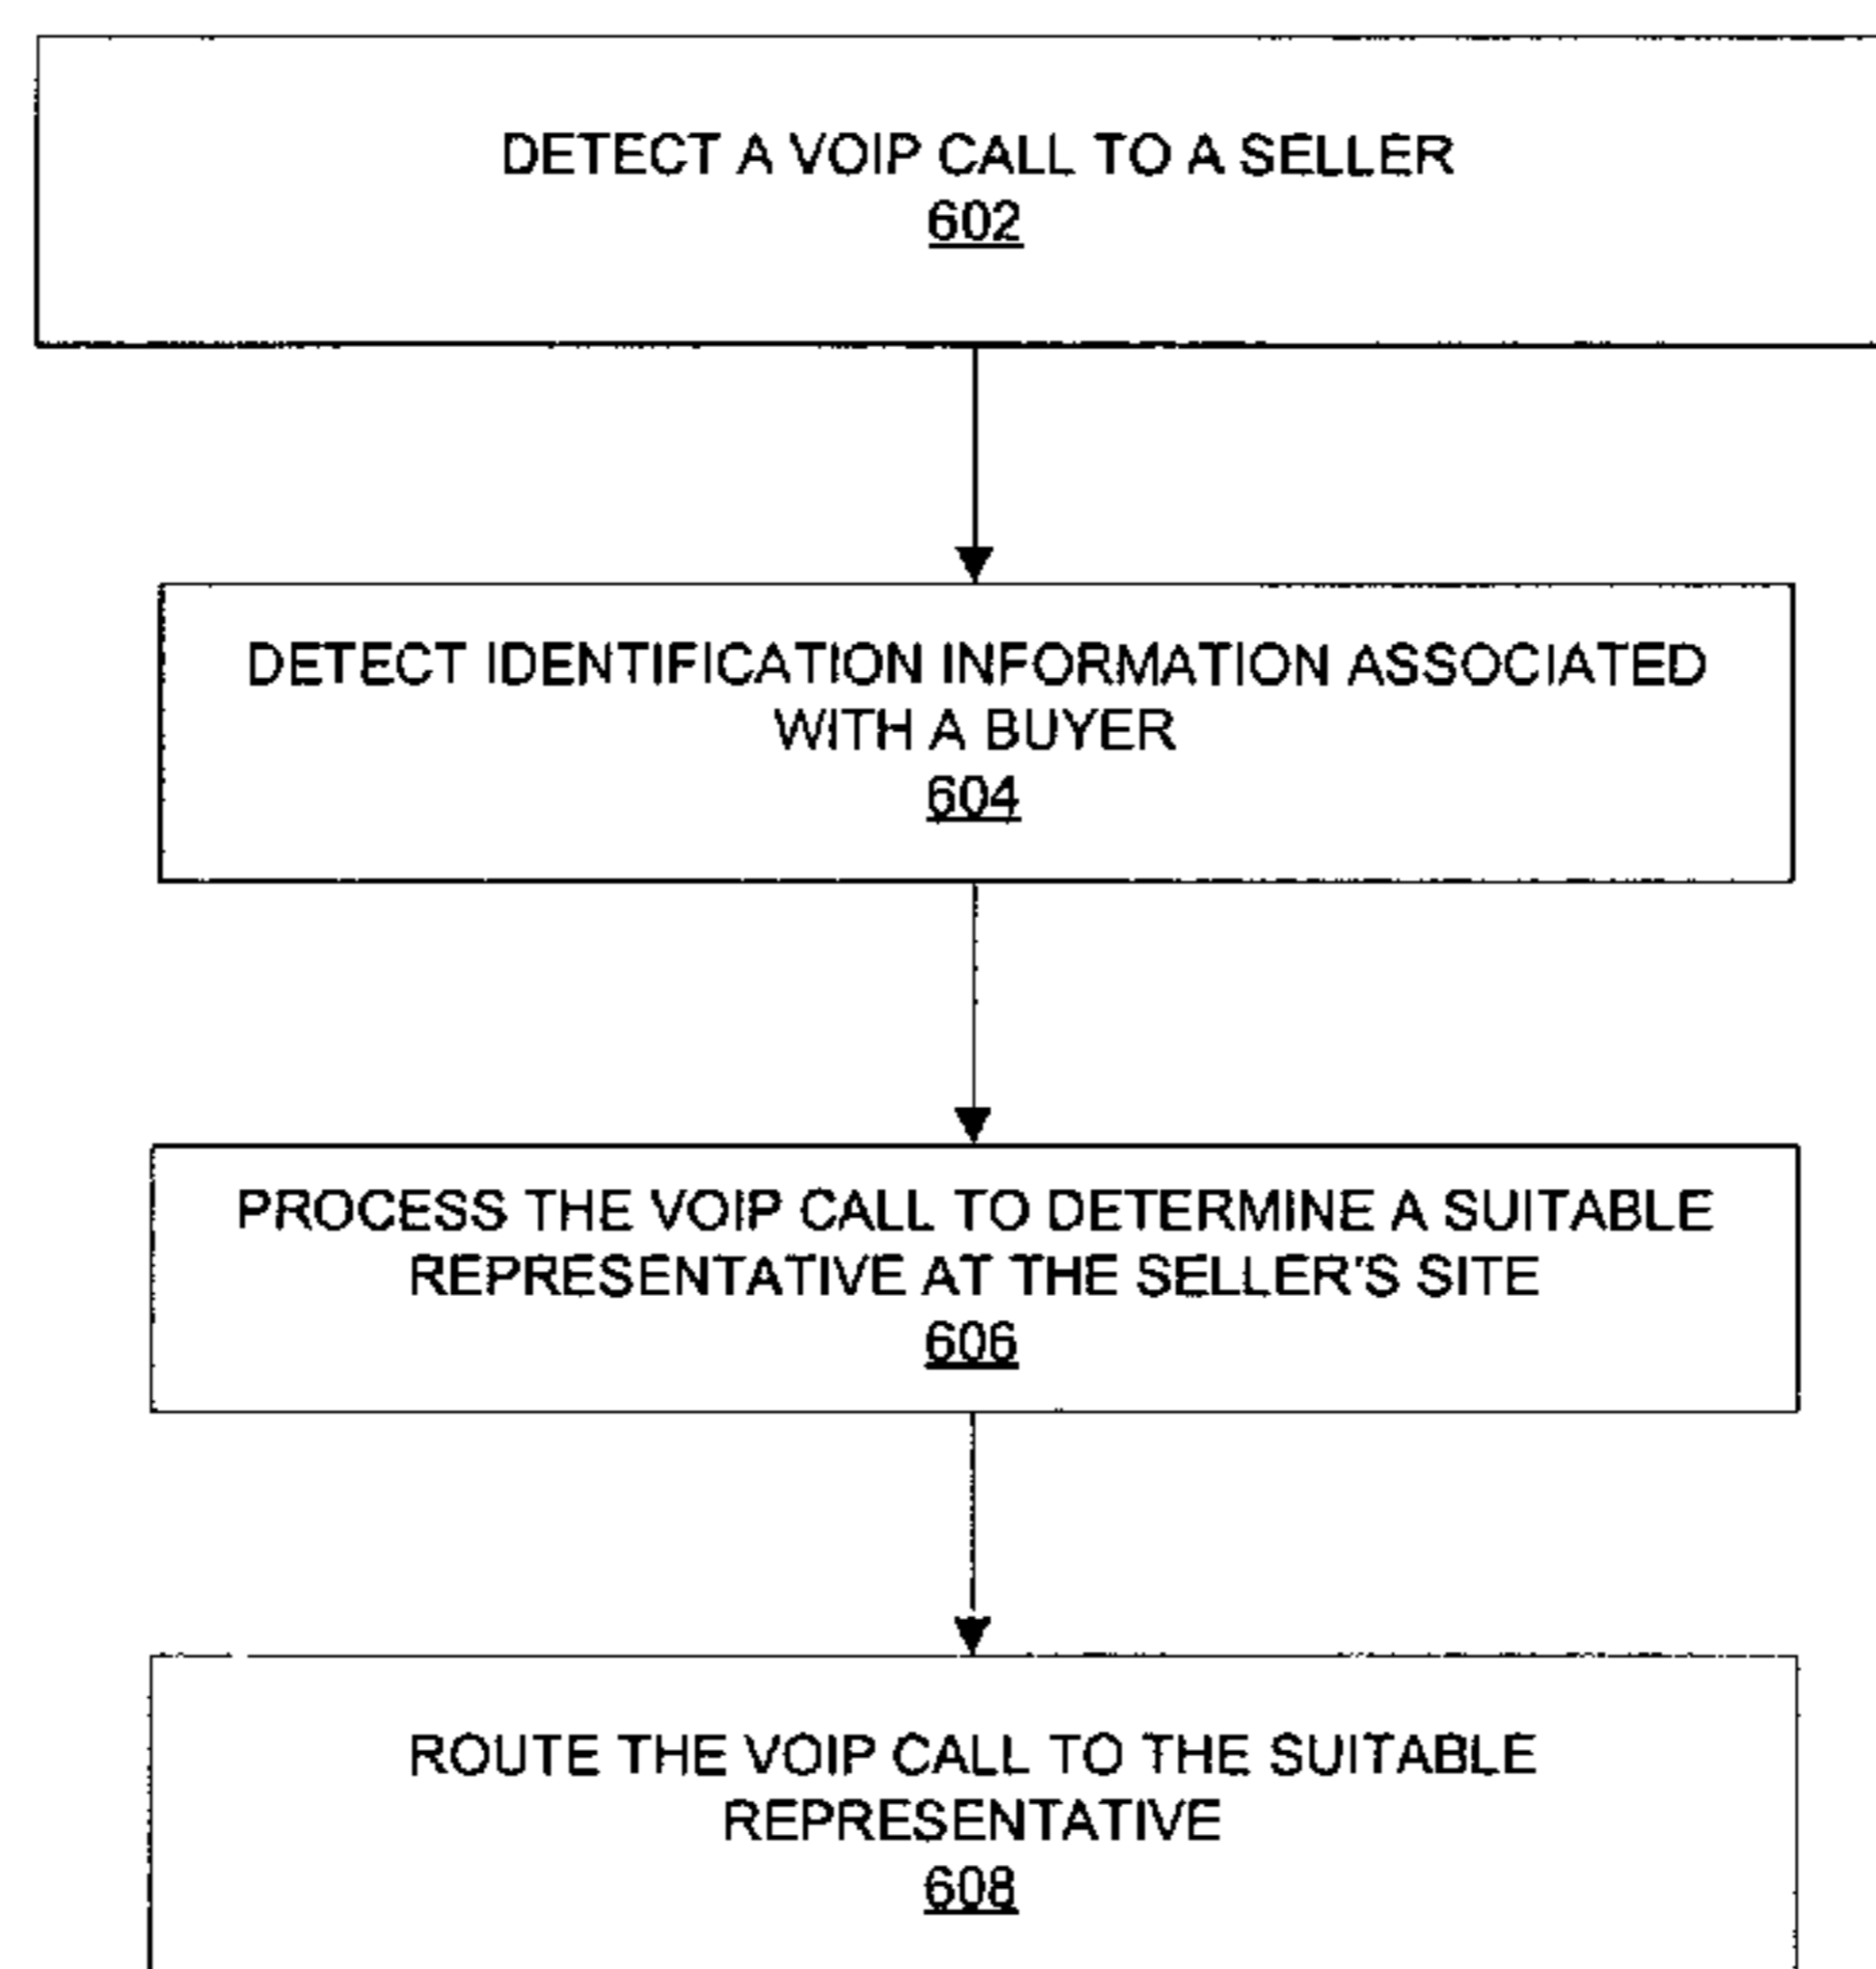 DETECT A VOIP CALL TO A SELLER
602
DETECT IDENTIFICATION INFORMATION ASSOCIATED
WITH A BUYER
604
PROCESS THE VOIP CALL TO DETERMINE A SUITABLE
REPRESENTATIVE AT THE SELLER'S SITE
606
ROUTE THE VOIP CALL TO THE SUITABLE
REPRESENTATIVE
608